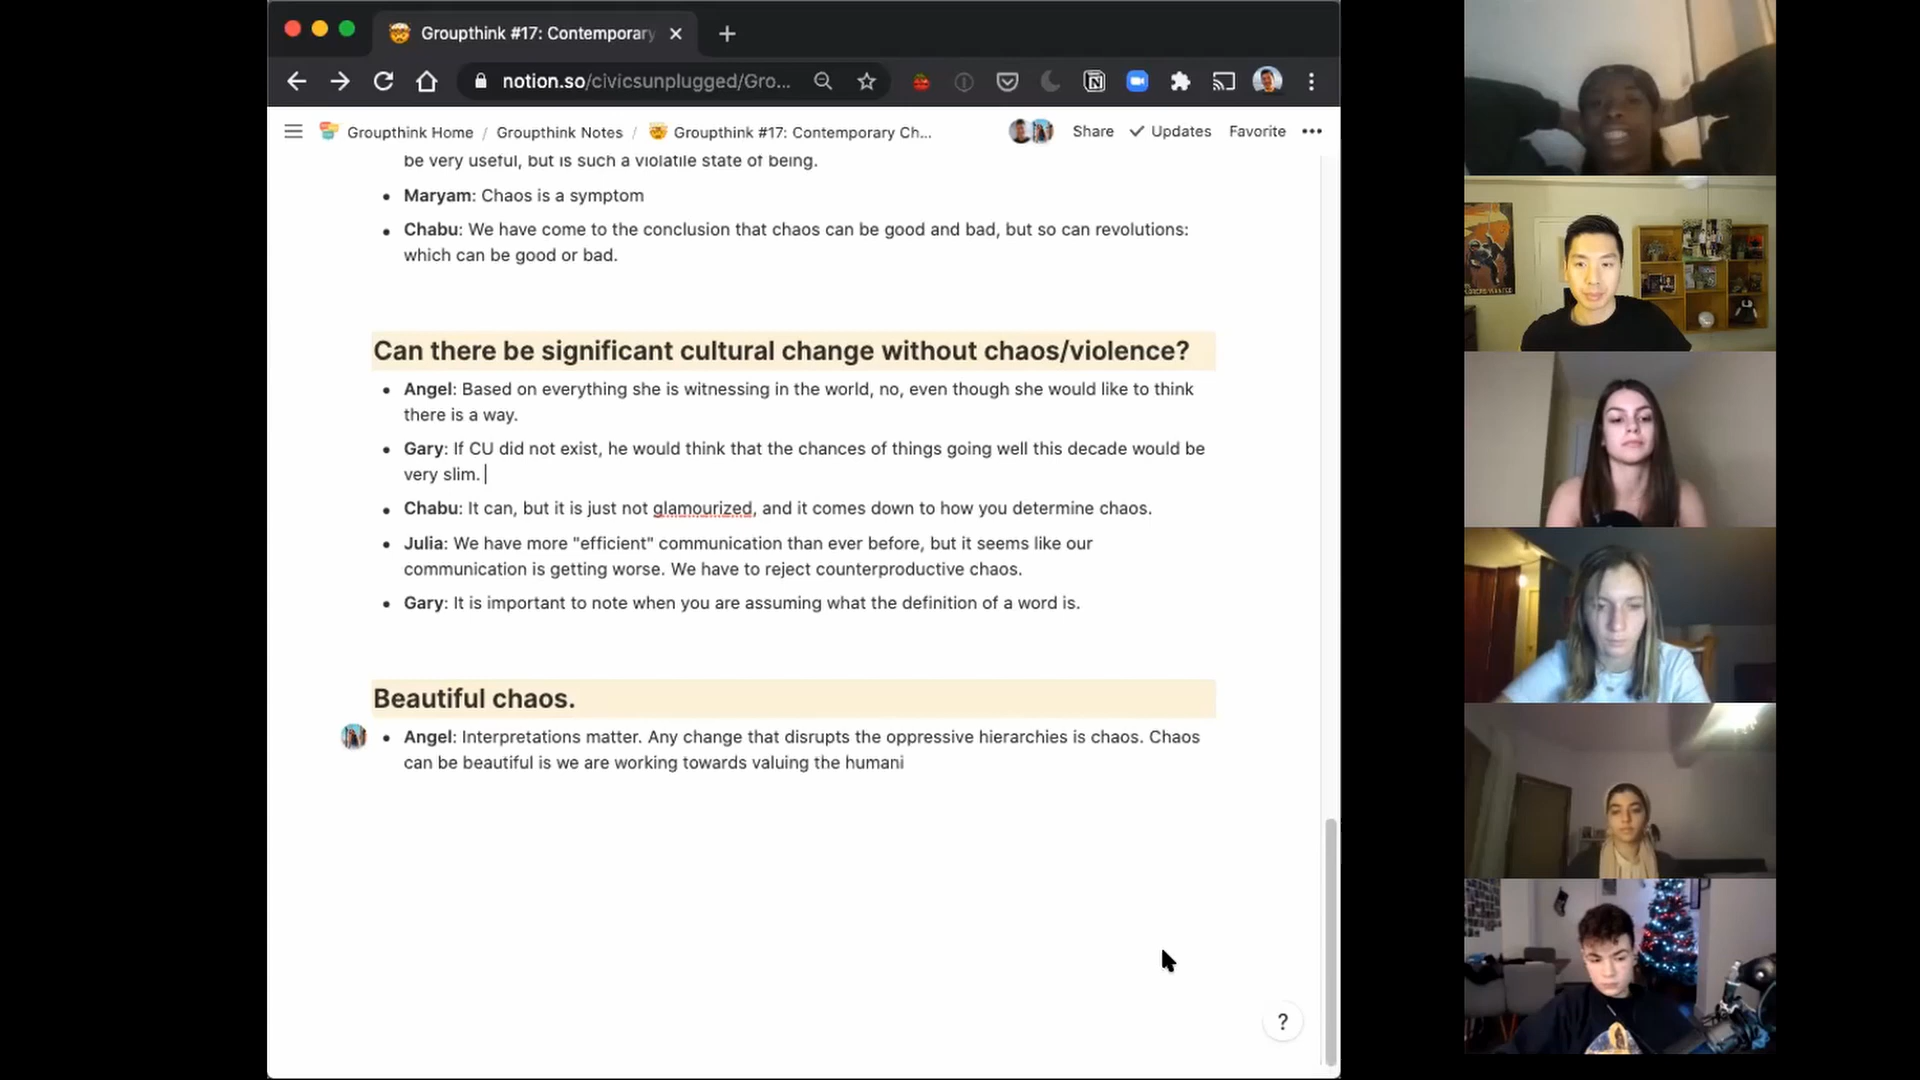 Groupthink #17: Contemporary
notion.so/civicsunplugged/Gro...
Groupthink Home / Groupthink Notes / Groupthink #17: Contemporary Ch...
Share Updates Favorite
be very useful, but is such a violatile state of being.
• Maryam: Chaos is a symptom
• Chabu: We have come to the conclusion that chaos can be good and bad, but so can revolutions:
which can be good or bad.
Can there be significant cultural change without chaos/violence?
• Angel: Based on everything she is witnessing in the world, no, even though she would like to think
there is a way.
• Gary: If CU did not exist, he would think that the chances of things going well this decade would be
very slim.
• Chabu: It can, but it is just not glamourized, and it comes down to how you determine chaos.
• Julia: We have more "efficient" communication than ever before, but it seems like our
communication is getting worse. We have to reject counterproductive chaos.
• Gary: It is important to note when you are assuming what the definition of a word is.
Beautiful chaos.
• Angel: Interpretations matter. Any change that disrupts the oppressive hierarchies is chaos. Chaos
can be beautiful is we are working towards valuing the humani
?